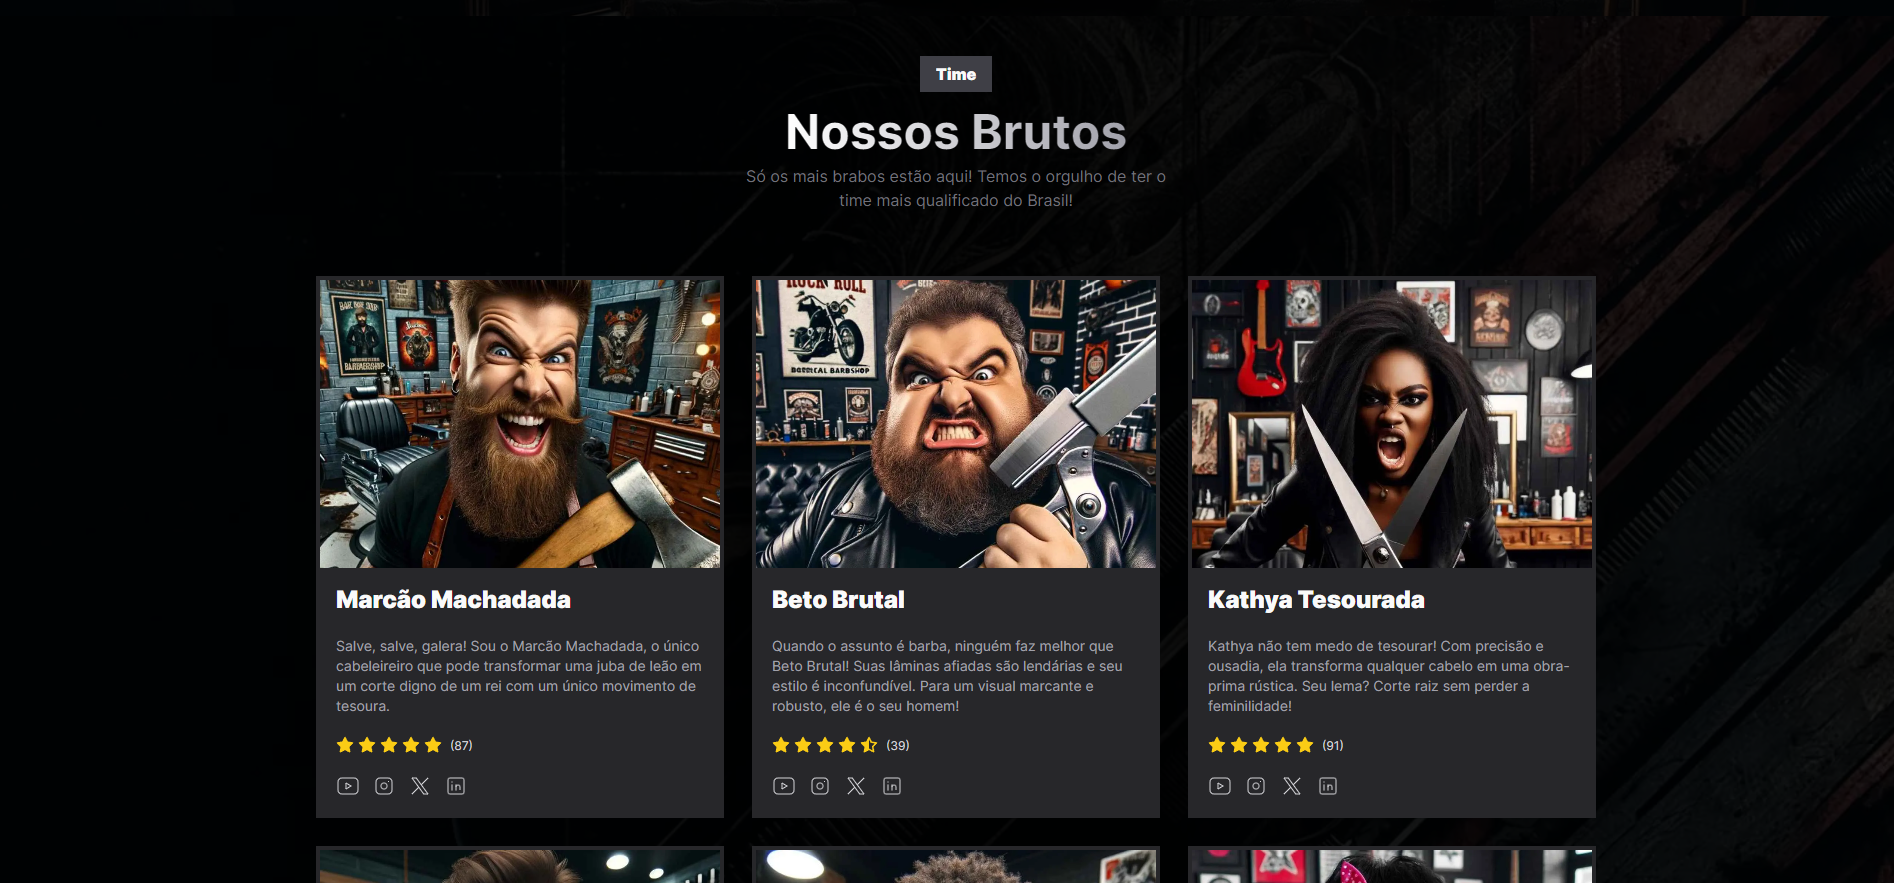 Time
Nossos Brutos
Só os mais brabos estão aqui! Temos o orgulho de ter o
time mais qualificado do Brasil!
ROCK ROLL
Marcão Machadada
Salve, salve, galera! Sou o Marcão Machadada, o único
cabeleireiro que pode transformar uma juba de leão em
um corte digno de um rei com um único movimento de
tesoura.
(87)
Beto Brutal
Quando o assunto é barba, ninguém faz melhor que
Beto Brutal! Suas lâminas afiadas são lendárias e seu
estilo é inconfundível. Para um visual marcante e
robusto, ele é o seu homem!
(39)
Kathya Tesourada
Kathya não tem medo de tesourar! Com precisão e
ousadia, ela transforma qualquer cabelo em uma obra-
prima rústica. Seu lema? Corte raiz sem perder a
feminilidade!
(91)